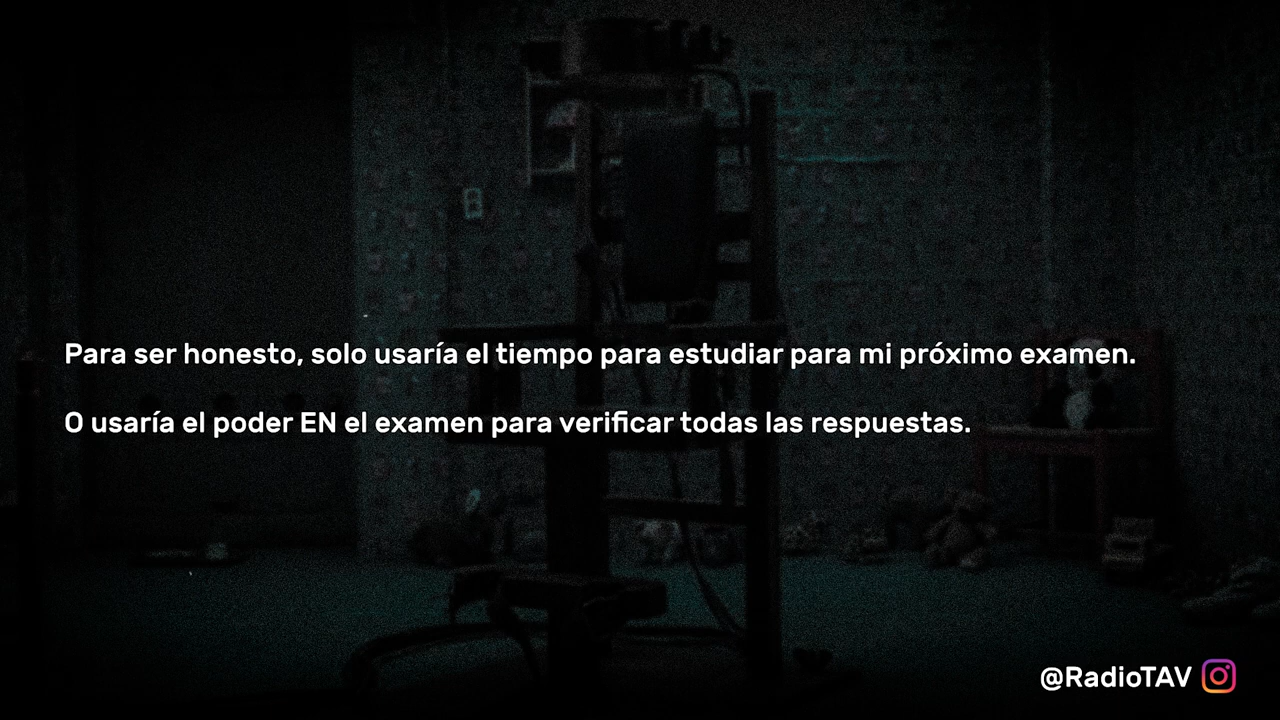 Para ser honesto, solo usaría el tiempo para estudiar para mi próximo examen.
O usaría el poder EN el examen para verificar todas las respuestas.
@RadioTAV